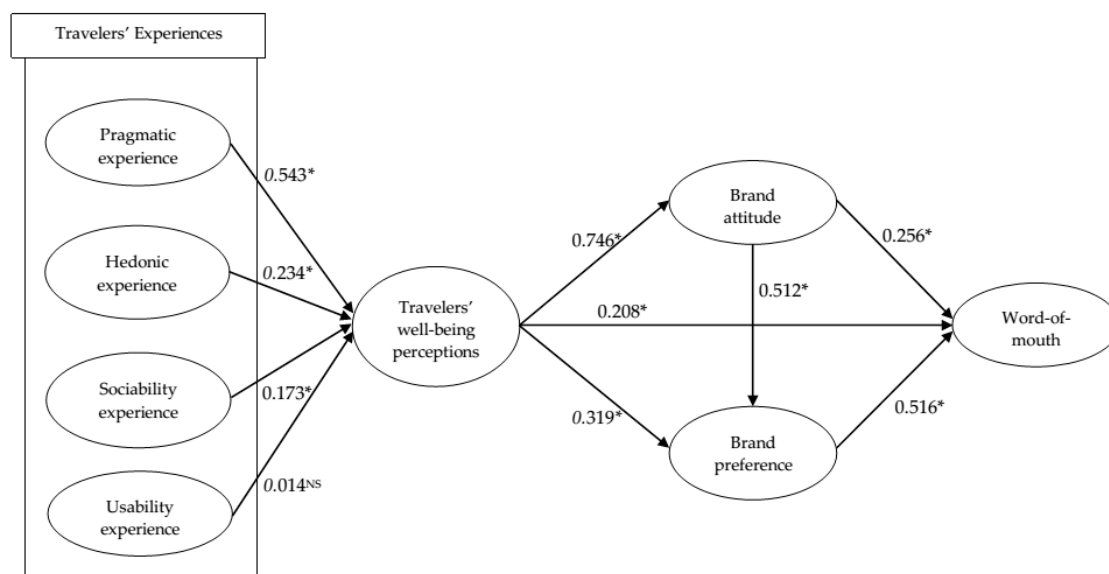 Travelers’ Experiences
Pragmatic
experience
0.543*
Hedonic
experience
0.234*
Sociability
experience
0.173*
Usability
experience
0.014NS
Travelers’
well-being
perceptions
0.746*
0.208*
0.319*
Brand
attitude
0.512*
Brand
preference
0.256*
0.516*
Word-of-
mouth